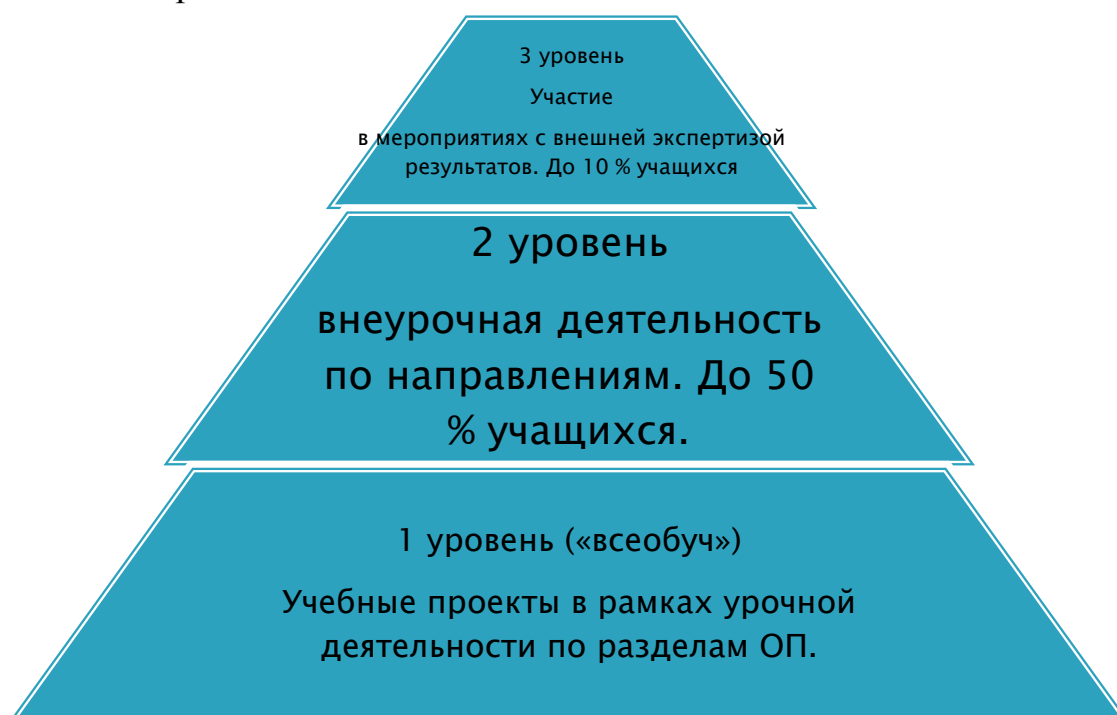 3 уровень
Участие
в мероприятиях с внешней экспертизой
результатов. До 10 % учащихся
2 уровень
внеурочная деятельность
по направлениям. До 50
% учащихся.
1 уровень («всеобуч»)
Учебные проекты в рамках урочной
деятельности по разделам ОП.